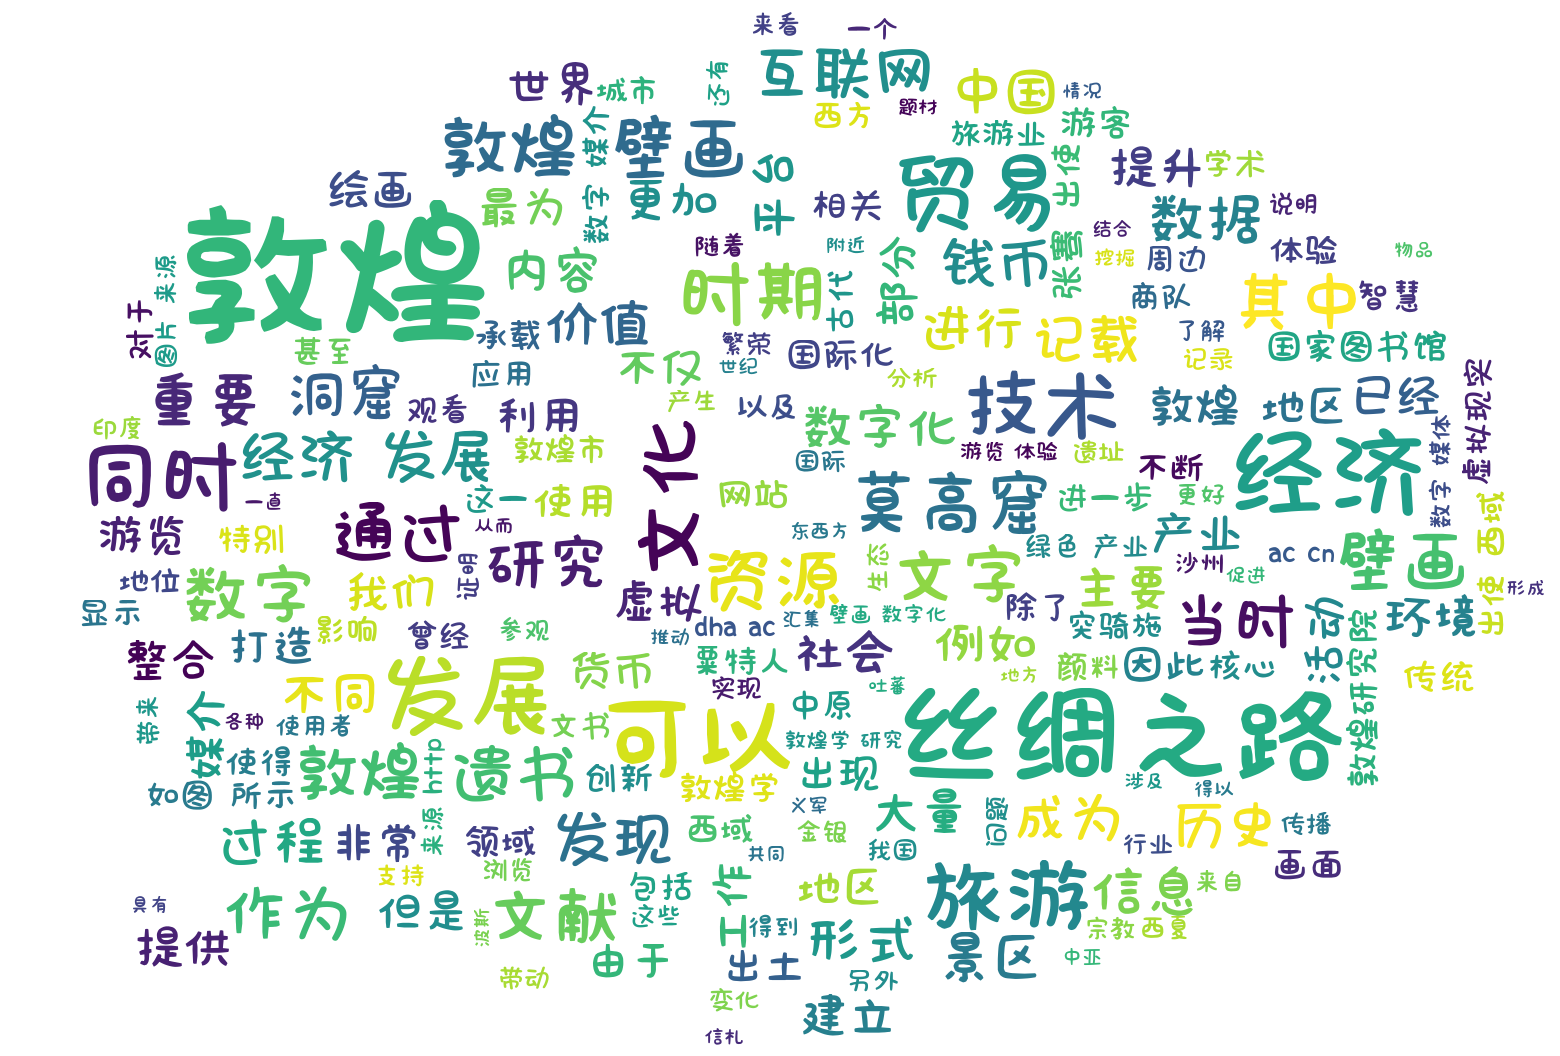 来看
一个
互联网
世界
城市
还有
中国
情况
西方
题材
敦煌
媒介
壁画
旅游业
游客
平台
贸易
出使
提升
学术
绘画
最为
数字
更加
相关
数据
说明
敦煌
内容
随着
附近
部分
钱币
张骞
结合
挖掘
周边
体验
物品
来源
图片
对于
时期
古代
商队
其中
智慧
承载
价值
甚至
繁荣
国际化
进行
记载
了解
记录
国家图书馆
世纪
不仅
应用
分析
重要
洞窟
观看
利用
产生
以及
数字化
技术
敦煌
地区
已经
虚拟现实
印度
同时
经济
发展
敦煌市
文化
国际
游览
体验
遗址
不断
经济
数字
媒体
一直
这一
使用
网站
莫高窟
进一步
更好
游览
特别
通过
从而
东西方
绿色
产业
产业
西域
研究
资源
生态
文字
沙州
促进
ac cn
壁画
地位
数字
我们
证明
虚拟
主要
出使
形成
显示
除了
当时
活动
环境
打造
影响
曾经
参观
推动
dha ac
汇集
壁画
数字化
突骑施
整合
社会
例如
粟特人
地方
颜料
因此
核心
敦煌研究院
传统
不同
发展
货币
实现
吐蕃
带来
媒介
各种
使用者
文书
可以
中原
丝绸之路
敦煌学
研究
使得
敦煌
http
遗书
创新
敦煌学
出现
涉及
得以
如图
所示
义军
大量
问题
成为
历史
传播
过程
非常
来源
领域
发现
西域
金银
我国
行业
画面
共同
支持
浏览
具有
作为
但是
波斯
文献
包括
这些
工作
地区
旅游
信息
来自
得到
形式
宗教
西夏
提供
由于
出土
景区
中亚
带动
另外
变化
建立
信札